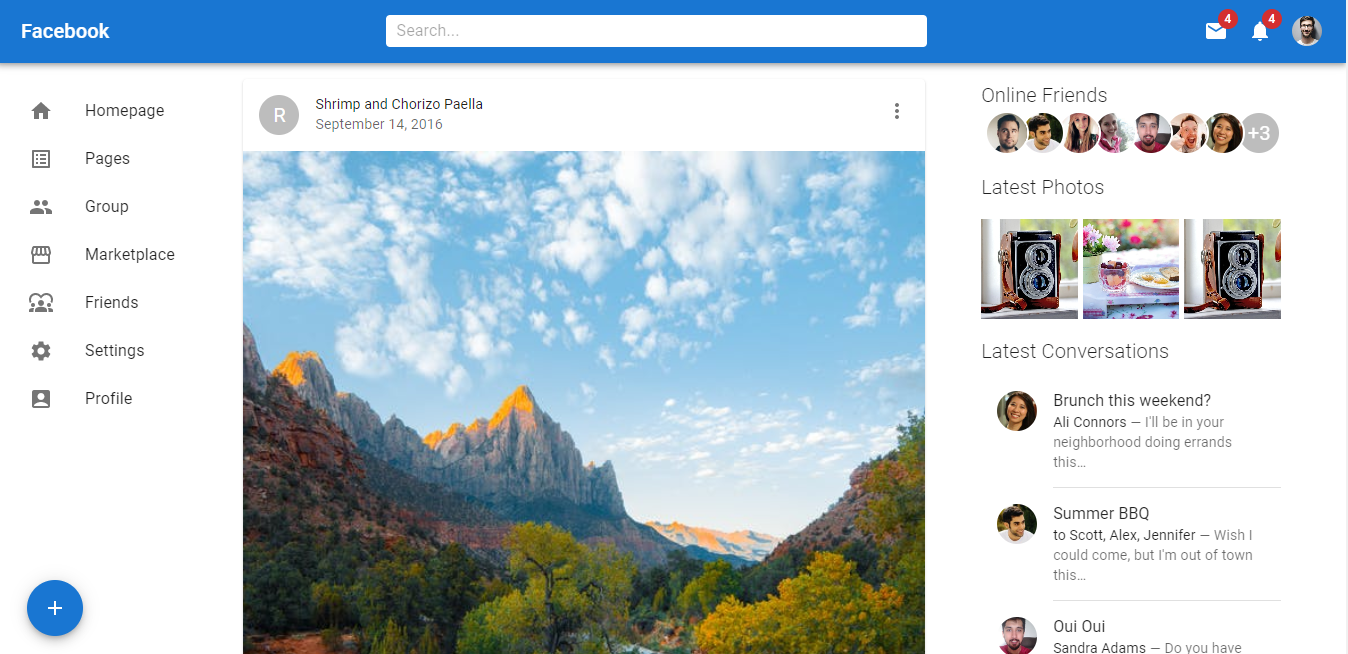 Facebook
Search...
4
4
Homepage
Pages
Group
Marketplace
Friends
Settings
Profile
R
Shrimp and Chorizo Paella
September 14, 2016
Online Friends
+3
Latest Photos
Latest Conversations
Brunch this weekend?
Ali Connors — I'll be in your
neighborhood doing errands
this…
Summer BBQ
to Scott, Alex, Jennifer — Wish I
could come, but I'm out of town
this…
Oui Oui
Sandra Adams — Do you have